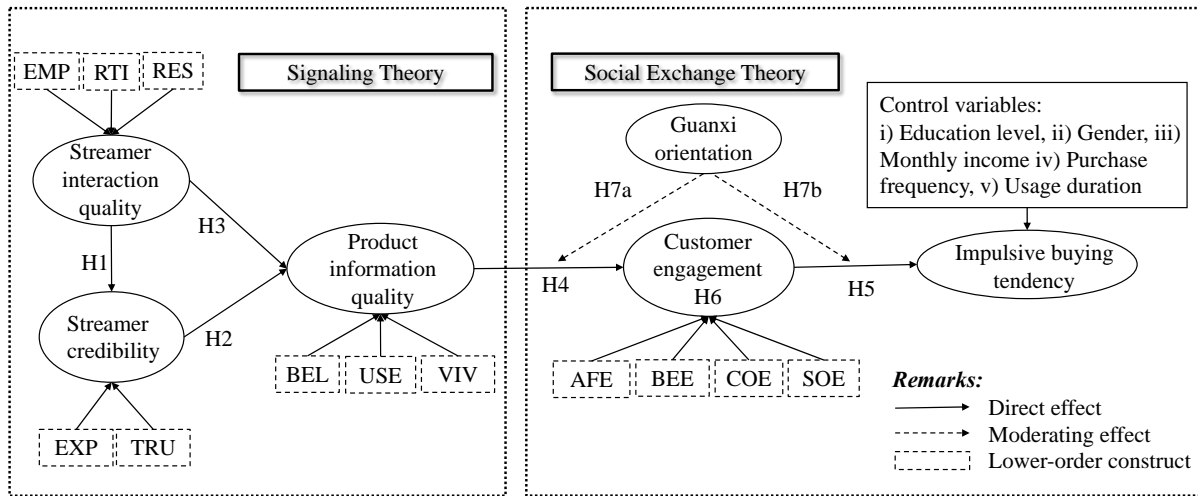 EMP RTI RES
Signaling Theory
Streamer
interaction
quality
H3
H1
Product
information
quality
Streamer
credibility
H2
BEL USE VIV
EXP TRU
Social Exchange Theory
Guanxi
orientation
Control variables:
i) Education level, ii) Gender, iii)
Monthly income iv) Purchase
frequency, v) Usage duration
H7a H7b
Customer
engagement
H6
H4
H5
Impulsive buying
tendency
AFE BEE COE SOE
Remarks:
Direct effect
Moderating effect
Lower-order construct